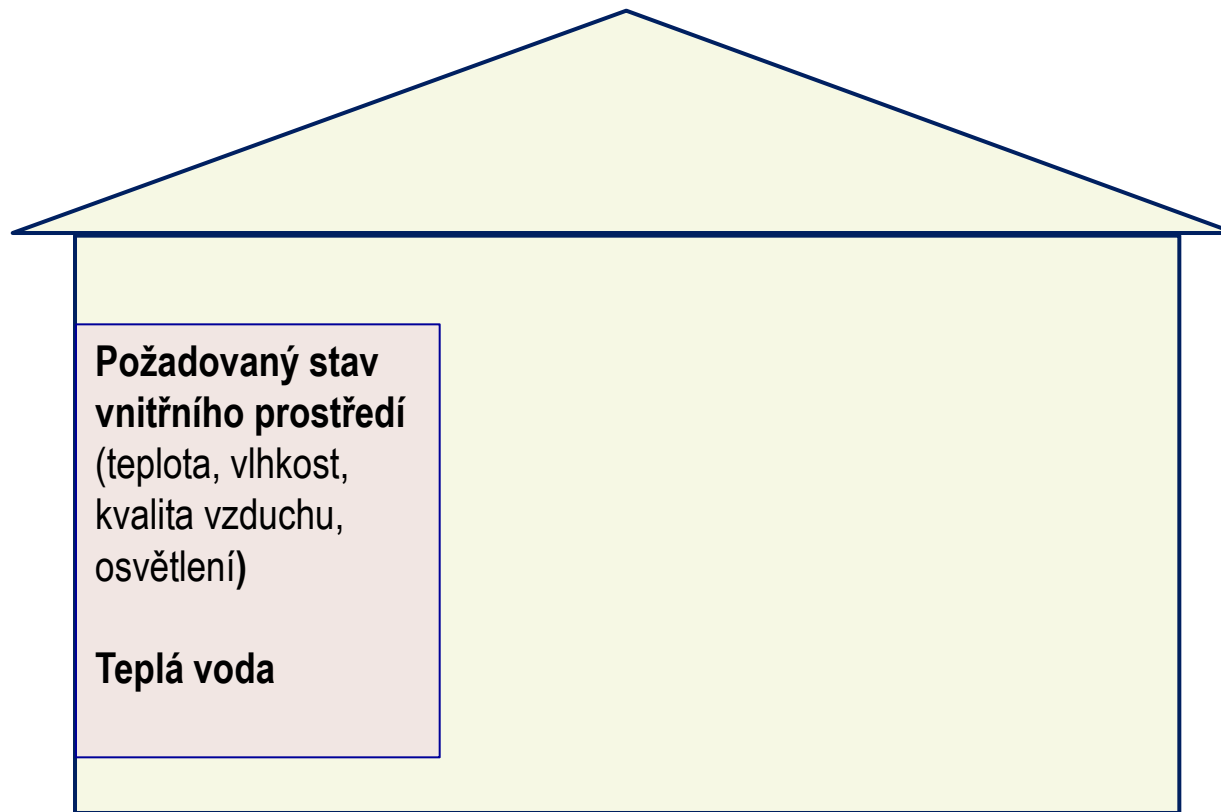 Požadovaný stav
vnitřního prostředí
(teplota, vlhkost,
kvalita vzduchu,
osvětlení)
Teplá voda